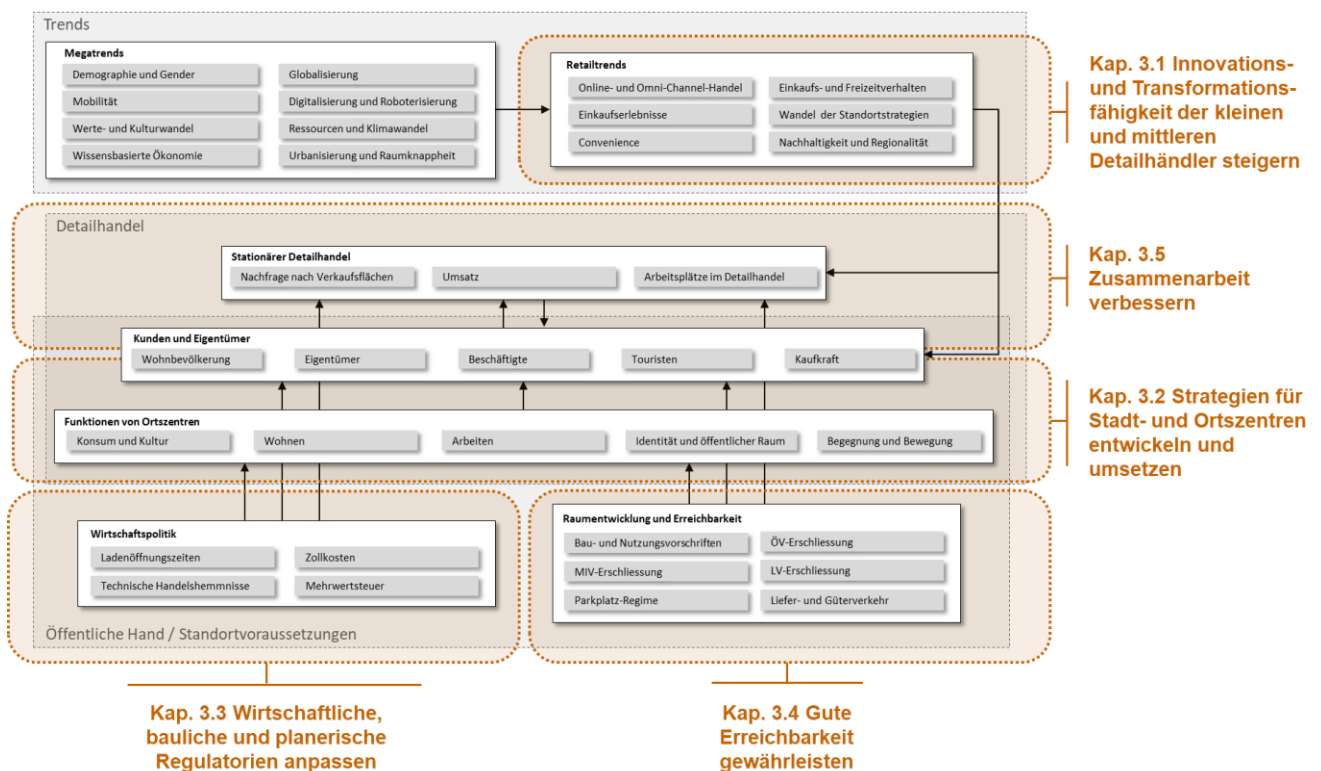 Trends
Megatrends
Demographie und Gender
Globalisierung
Mobilität
Digitalisierung und Roboterisierung
Werte- und Kulturwandel
Ressourcen und Klimawandel
Wissensbasierte Ökonomie
Urbanisierung und Raumknappheit
Retailtrends
Online- und Omni-Channel-Handel
Einkaufs- und Freizeitverhalten
Einkaufserlebnisse
Wandel der Standortstrategien
Convenience
Nachhaltigkeit und Regionalität
Kap. 3.1 Innovations-
und Transformations-
fähigkeit der kleinen
und mittleren
Detailhändler steigern
Detailhandel
Stationärer Detailhandel
Nachfrage nach Verkaufsflächen
Umsatz
Arbeitsplätze im Detailhandel
Kap. 3.5
Zusammenarbeit
verbessern
Kunden und Eigentümer
Wohnbevölkerung
Eigentümer
Beschäftigte
Touristen
Kaufkraft
Funktionen von Ortszentren
Konsum und Kultur
Wohnen
Arbeiten
Identität und öffentlicher Raum
Begegnung und Bewegung
Kap. 3.2 Strategien für
Stadt- und Ortszentren
entwickeln und
umsetzen
Wirtschaftspolitik
Ladenöffnungszeiten
Zollkosten
Technische Handelshemmnisse
Mehrwertsteuer
Raumentwicklung und Erreichbarkeit
Bau- und Nutzungsvorschriften
ÖV-Erschliessung
MIV-Erschliessung
LV-Erschliessung
Parkplatz-Regime
Liefer- und Güterverkehr
Öffentliche Hand / Standortvoraussetzungen
Kap. 3.3 Wirtschaftliche,
bauliche und planerische
Regulatorien anpassen
Kap. 3.4 Gute
Erreichbarkeit
gewährleisten